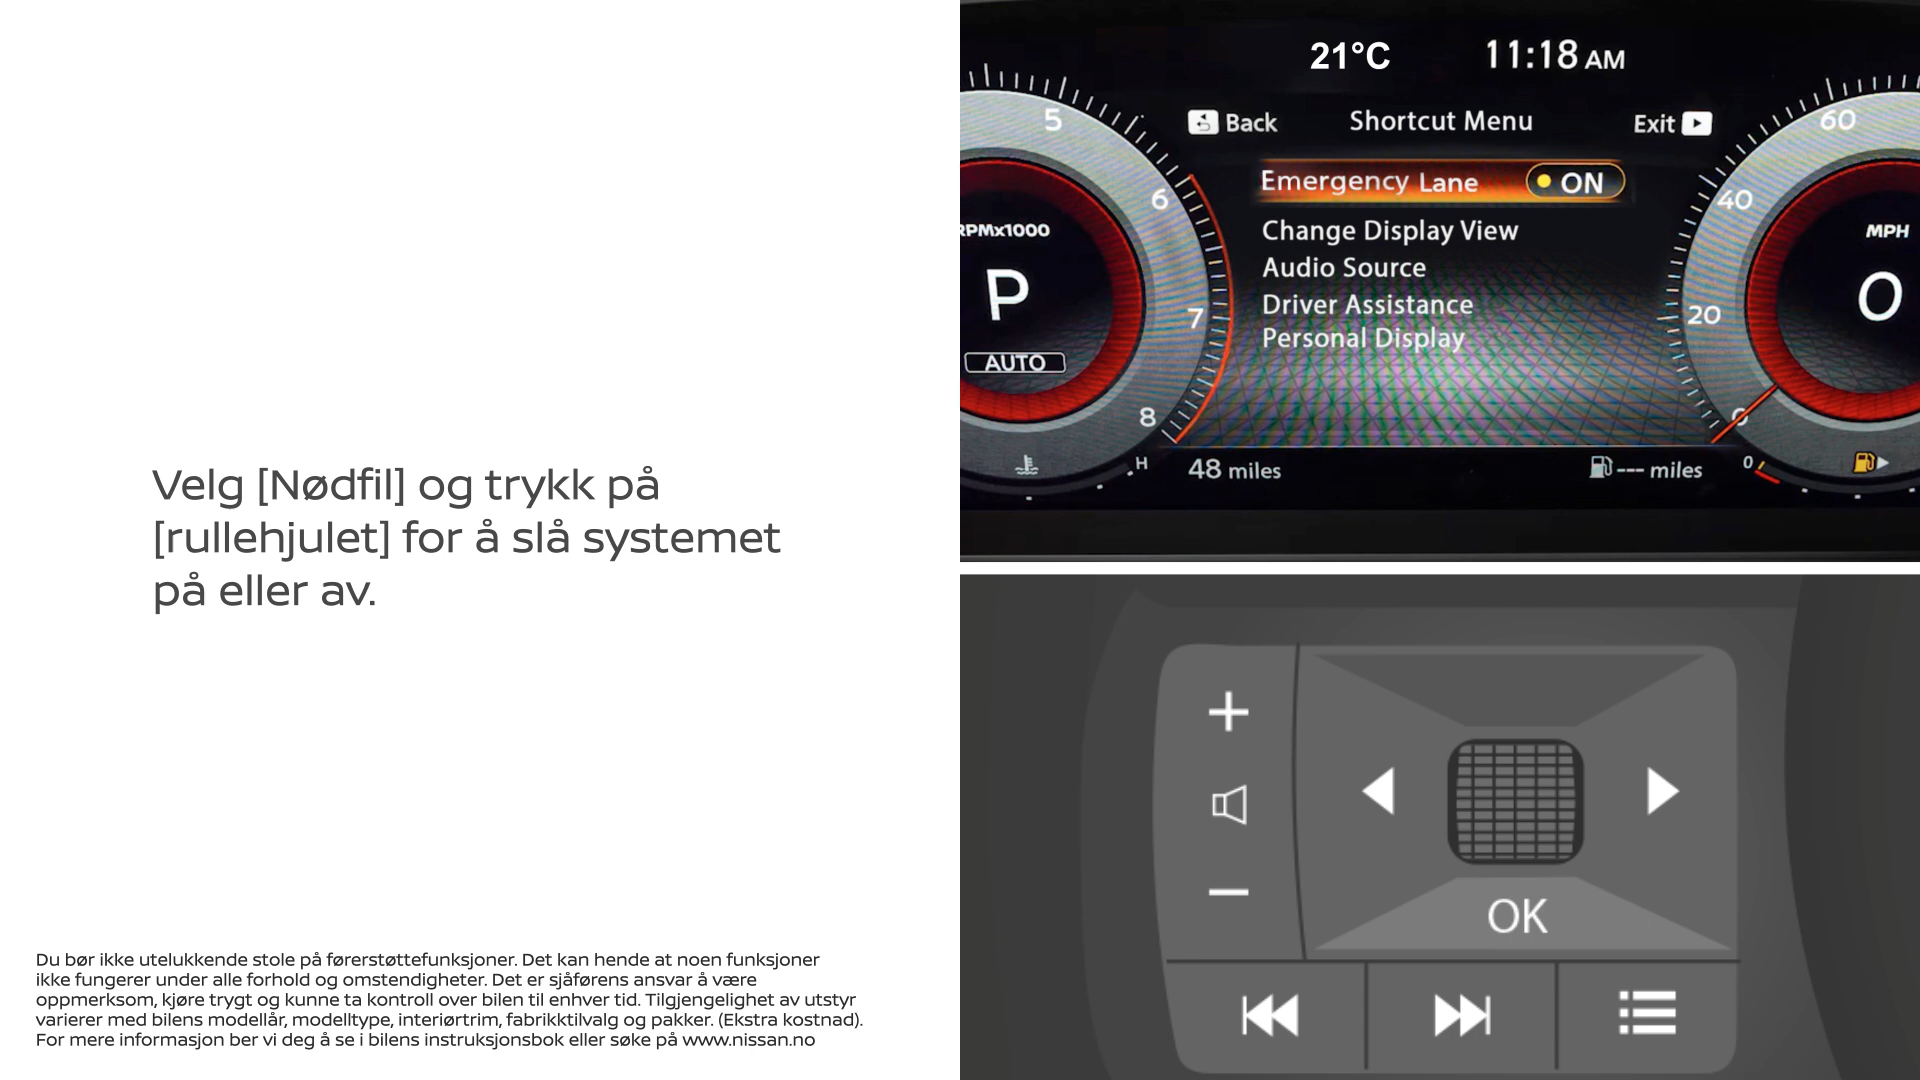 Velg [Nødfil] og trykk på
[rullehjulet] for å slå systemet
på eller av.
Du bør ikke utelukkende stole på førerstøttefunksjoner. Det kan hende at noen funksjoner
ikke fungerer under alle forhold og omstendigheter. Det er sjåførens ansvar å være
oppmerksom, kjøre trygt og kunne ta kontroll over bilen til enhver tid. Tilgjengelighet av utstyr
varierer med bilens modellår, modelltype, interiørtrim, fabrikktilvalg og pakker. (Ekstra kostnad).
For mere informasjon ber vi deg å se i bilens instruksjonsbok eller søke på www.nissan.no
21°C 11:18 AM
Back Shortcut Menu Exit
Emergency Lane ON
Change Display View
Audio Source
Driver Assistance
Personal Display
48 miles --- miles
5
6
7
8
RPMx1000
P
AUTO
H
60
40
20
0
MPH
0
0
OK